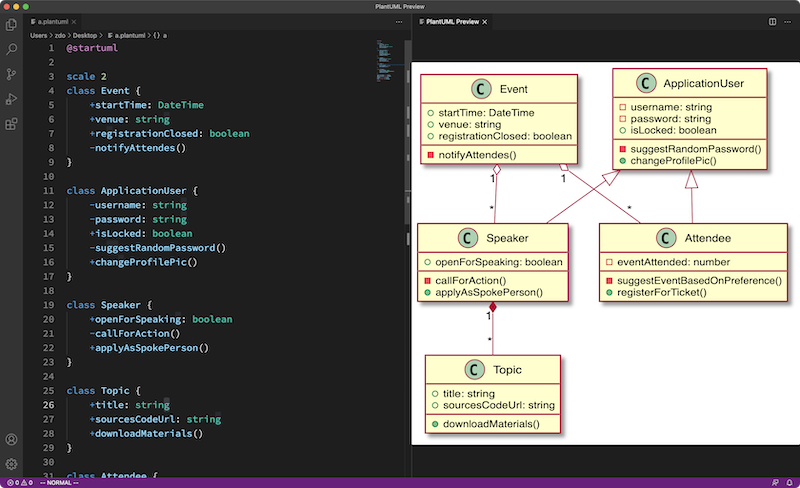 PlantUML Preview
a.plantuml
PlantUML Preview
Users > zdo > Desktop > a.plantuml > {} a
1 @startuml
2
3 scale 2
4 class Event {
5 +startTime: DateTime
6 +venue: string
7 +registrationClosed: boolean
8 -notifyAttendes()
9 }
10
11 class ApplicationUser {
12 -username: string
13 -password: string
14 +isLocked: boolean
15 -suggestRandomPassword()
16 +changeProfilePic()
17 }
18
19 class Speaker {
20 +openForSpeaking: boolean
21 -callForAction()
22 +applyAsSpokePerson()
23 }
24
25 class Topic {
26 +title: string
27 +sourcesCodeUrl: string
28 +downloadMaterials()
29 }
30
31 class Attendee {
C Event
startTime: DateTime
venue: string
registrationClosed: boolean
notifyAttendes()
C ApplicationUser
username: string
password: string
isLocked: boolean
suggestRandomPassword()
changeProfilePic()
1
1
*
*
C Speaker
openForSpeaking: boolean
callForAction()
applyAsSpokePerson()
C Attendee
eventAttended: number
suggestEventBasedOnPreference()
registerForTicket()
1
*
C Topic
title: string
sourcesCodeUrl: string
downloadMaterials()
0 0 -- NORMAL --